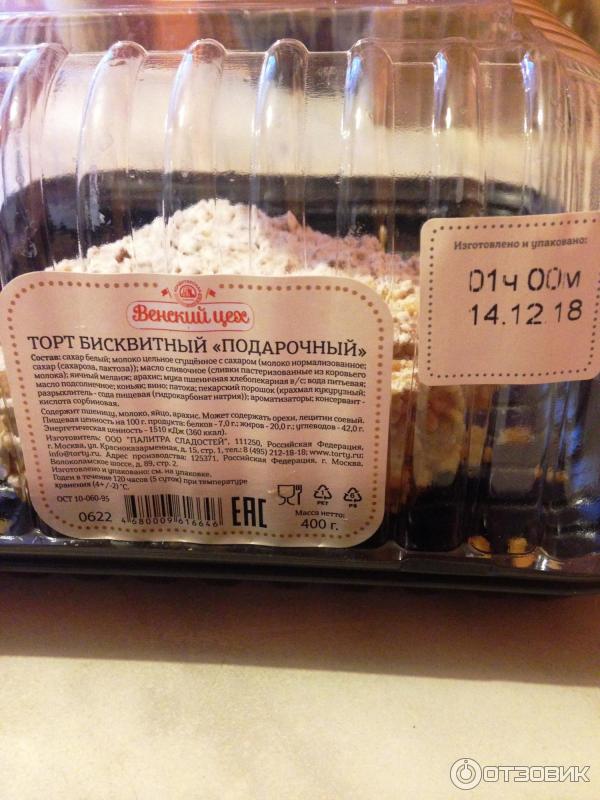 Венский цех
ТОРТ БИСКВИТНЫЙ «ПОДАРОЧНЫЙ»
Состав: сахар белый; молоко цельное сгущённое с сахаром (молоко нормализованное;
сахар (сахароза, лактоза)); масло сливочное (сливки пастеризованные из коровьего
молока); яичный меланж; арахис; мука пшеничная хлебопекарная в/с; вода питьевая;
масло подсолнечное; коньяк; вино; патока; пекарский порошок (крахмал кукурузный;
разрыхлитель - сода пищевая (гидрокарбонат натрия)); ароматизаторы; консервант -
кислота сорбиновая.
Содержит пшеницу, молоко, яйцо, арахис. Может содержать орехи, лецитин соевый.
Пищевая ценность на 100 г. продукта: белков - 7,0 г.; жиров - 20,0 г.; углеводов - 42,0 г.
Энергетическая ценность - 1510 кДж (360 ккал).
Изготовитель: ООО "ПАЛИТРА СЛАДОСТЕЙ", 111250, Российская Федерация,
г. Москва, ул. Красноказарменная, д. 15, стр. 1, тел.: 8 (495) 212-18-18; www.torty.ru;
info@torty.ru. Адрес производства: 125371, Российская Федерация, г. Москва,
Волоколамское шоссе, д. 89, стр. 2.
Изготовлено и упаковано: см. на упаковке.
Годен в течение 120 часов (5 суток) при температуре
хранения (4+/-2) °С.
ОСТ 10-060-95
0622
4680009616646
ЕАС
PET
6
PS
Масса нетто:
400 г.
Изготовлено и упаковано:
01ч 00м
14.12.18
ОТЗОВИК